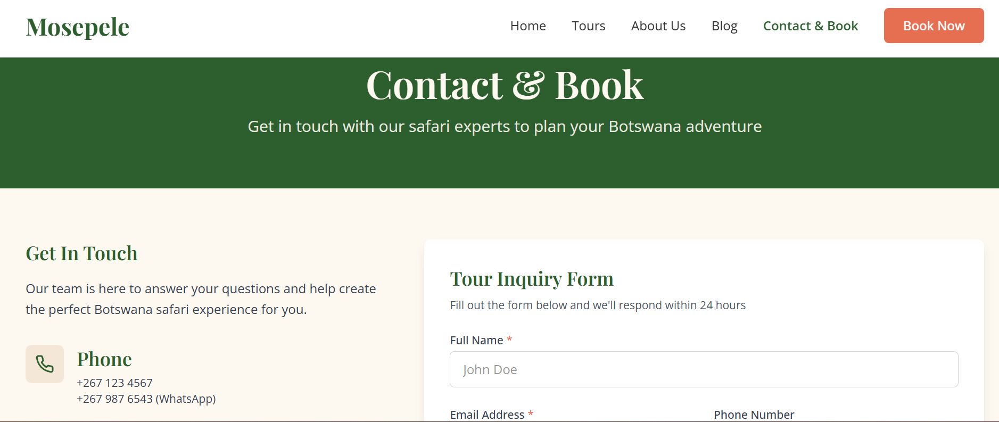 Mosepele
Home Tours About Us Blog Contact & Book Book Now
Contact & Book
Get in touch with our safari experts to plan your Botswana adventure
Get In Touch
Our team is here to answer your questions and help create
the perfect Botswana safari experience for you.
Phone
+267 123 4567
+267 987 6543 (WhatsApp)
Tour Inquiry Form
Fill out the form below and we'll respond within 24 hours
Full Name *
John Doe
Email Address * Phone Number